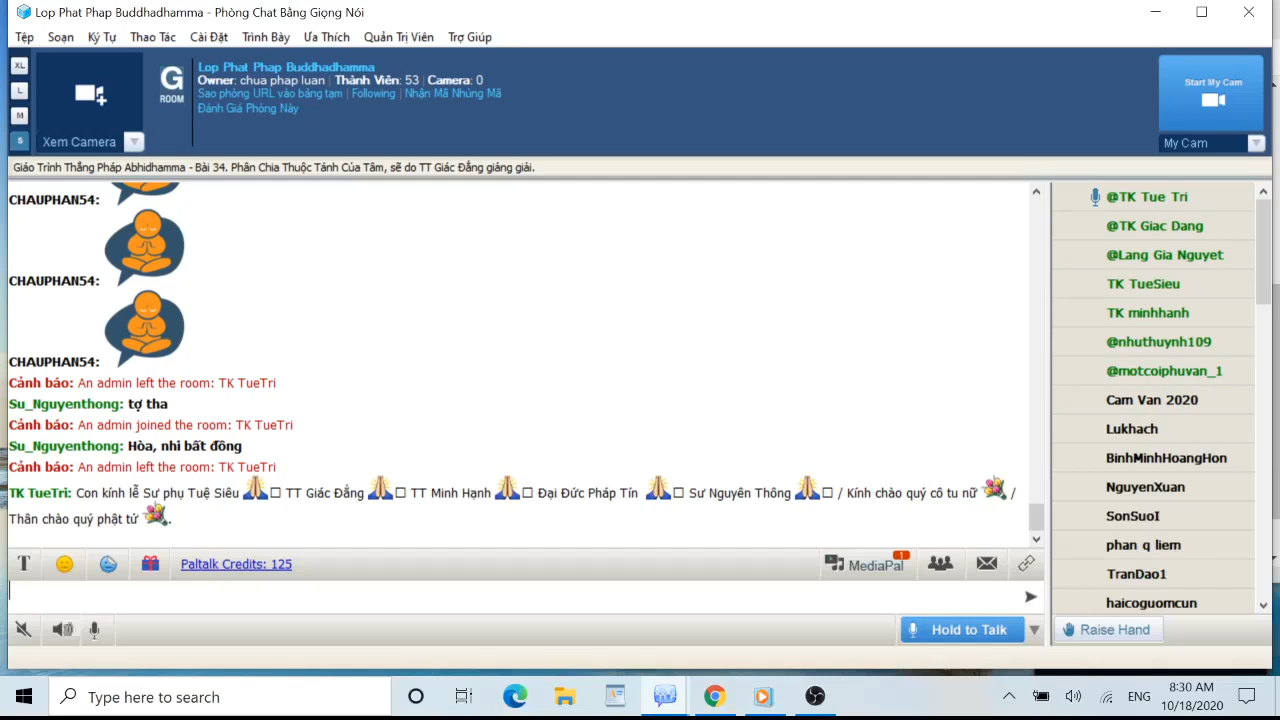 Lop Phat Phap Buddhadhamma - Phòng Chat Bằng Giọng Nói
Tệp Soạn Ký Tự Thao Tác Cài Đặt Trình Bày Ưa Thích Quản Trị Viên Trợ Giúp
XL
L
M
S
Xem Camera
G
ROOM
Lop Phat Phap Buddhadhamma
Owner: chua phap luan | Thành Viên: 53 | Camera: 0
Sao phòng URL vào bảng tạm | Following | Nhận Mã Nhúng Mã
Đánh Giá Phòng Này
Start My Cam
My Cam
Giáo Trình Thắng Pháp Abhidhamma - Bài 34. Phân Chia Thuộc Tánh Của Tâm, sẽ do TT Giác Đẳng giảng giải.
CHAUPHAN54:
CHAUPHAN54:
CHAUPHAN54:
Cảnh báo: An admin left the room: TK TueTri
Su_Nguyenthong: tợ tha
Cảnh báo: An admin joined the room: TK TueTri
Su_Nguyenthong: Hòa, nhi bất đồng
Cảnh báo: An admin left the room: TK TueTri
TK TueTri: Con kính lễ Sư phụ Tuệ Siêu 🙏□ TT Giác Đẳng 🙏□ TT Minh Hạnh 🙏□ Đại Đức Pháp Tín 🙏□ Sư Nguyên Thông 🙏□ / Kính chào quý cô tu nữ 💐 /
Thân chào quý phật tử 💐.
@TK Tue Tri
@TK Giac Dang
@Lang Gia Nguyet
TK TueSieu
TK minhhanh
@nhuthuynh109
@motcoiphuvan_1
Cam Van 2020
Lukhach
BinhMinhHoangHon
NguyenXuan
SonSuoI
phan q liem
TranDao1
haicoguomcun
T Paltalk Credits: 125 MediaPal 1
Hold to Talk
Raise Hand
Type here to search
ENG
8:30 AM
10/18/2020